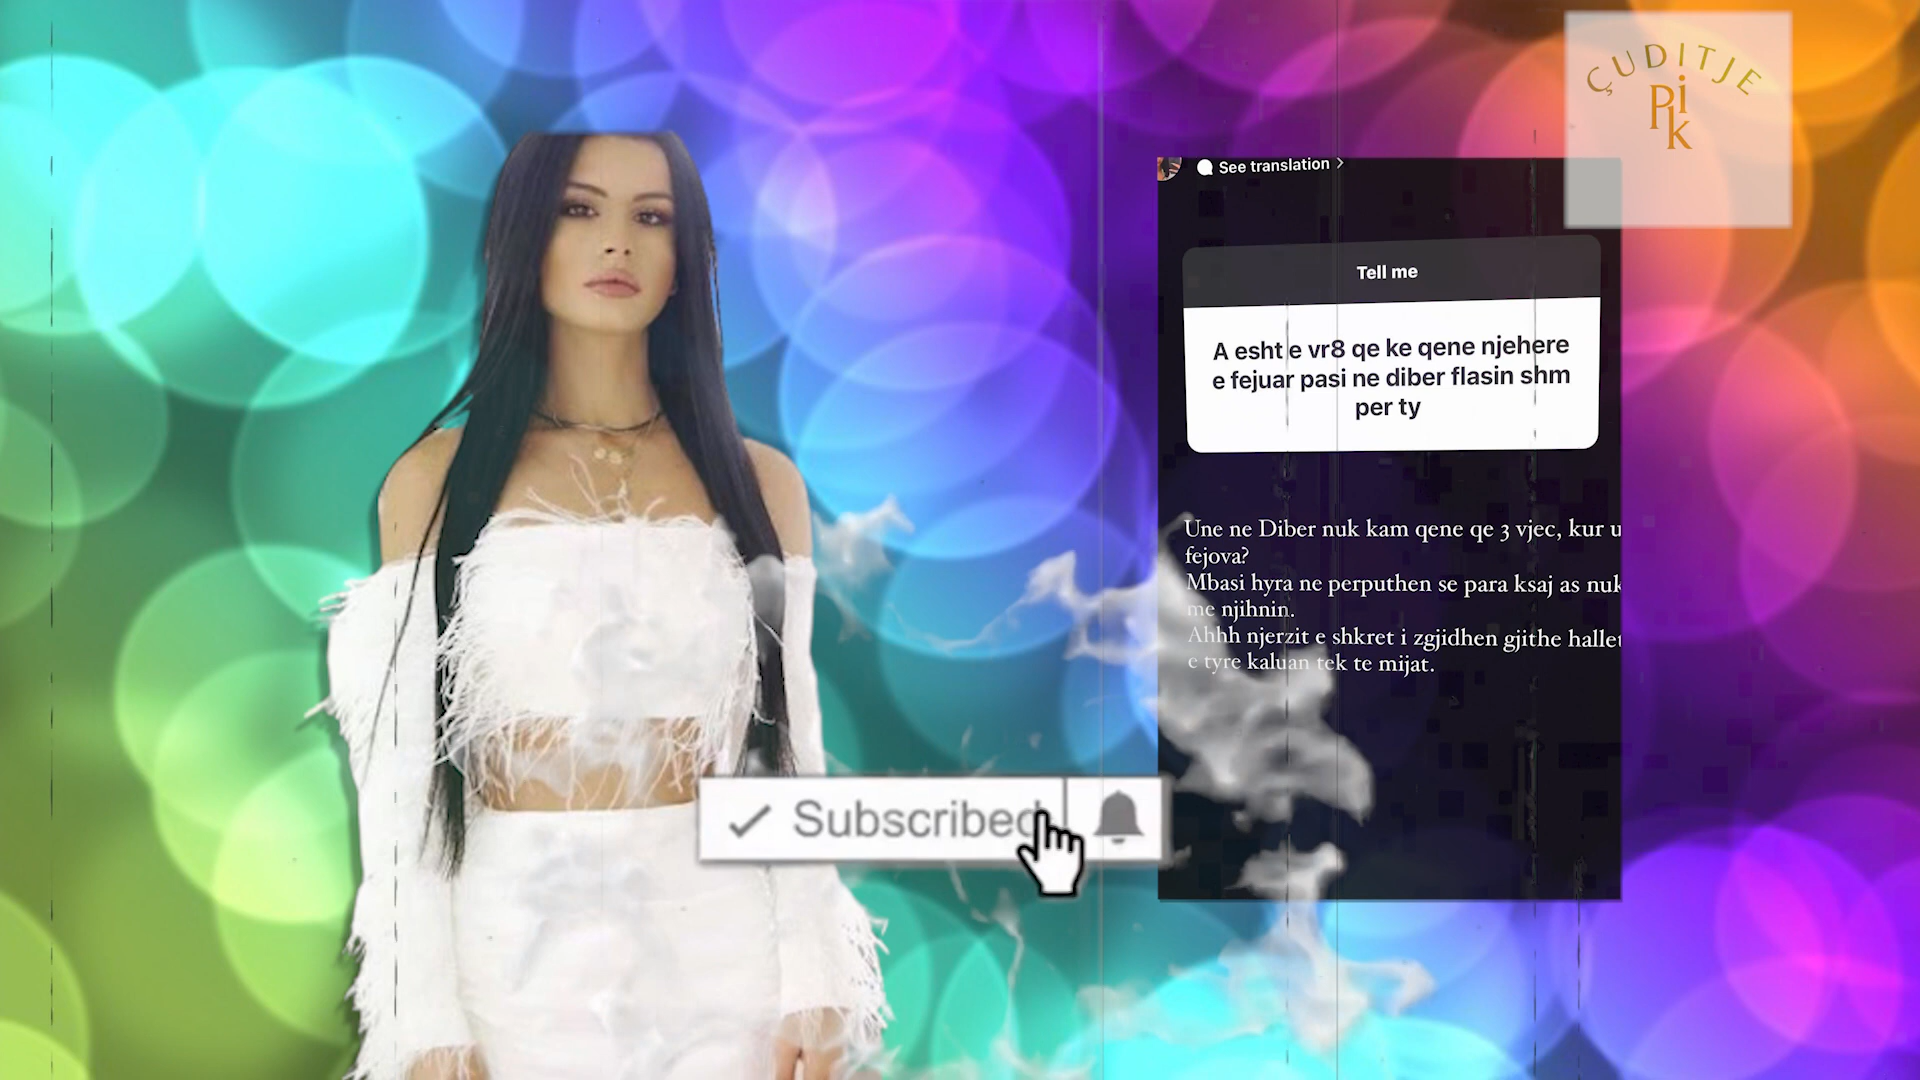 ÇUDITJE
Pik
See translation >
Tell me
A eshte vr8 qe ke qene njehere
e fejuar pasi ne diber flasin shm
per ty
Une ne Diber nuk kam qene qe 3 vjec, kur u
fejova?
Mbasi hyra ne perputhen se para ksaj as nuk
me njihnin.
Ahhh njerzit e shkret i zgjidhen gjithe hallet
e tyre kaluan tek te mijat.
Subscribed